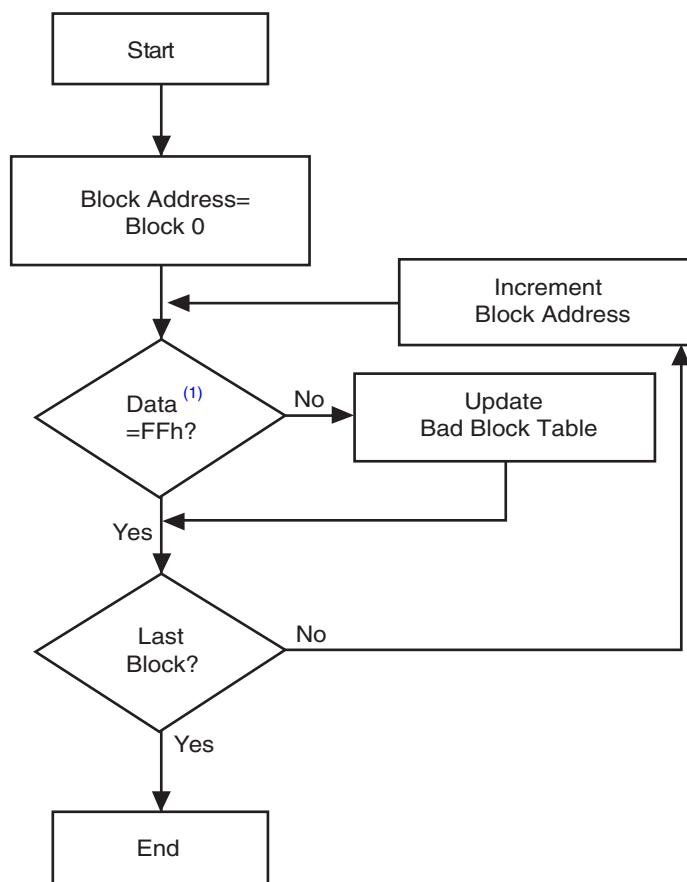 Start
Block Address=
Block 0
Increment
Block Address
Data (1)
=FFh?
No
Update
Bad Block Table
Yes
Last
Block?
No
Yes
End